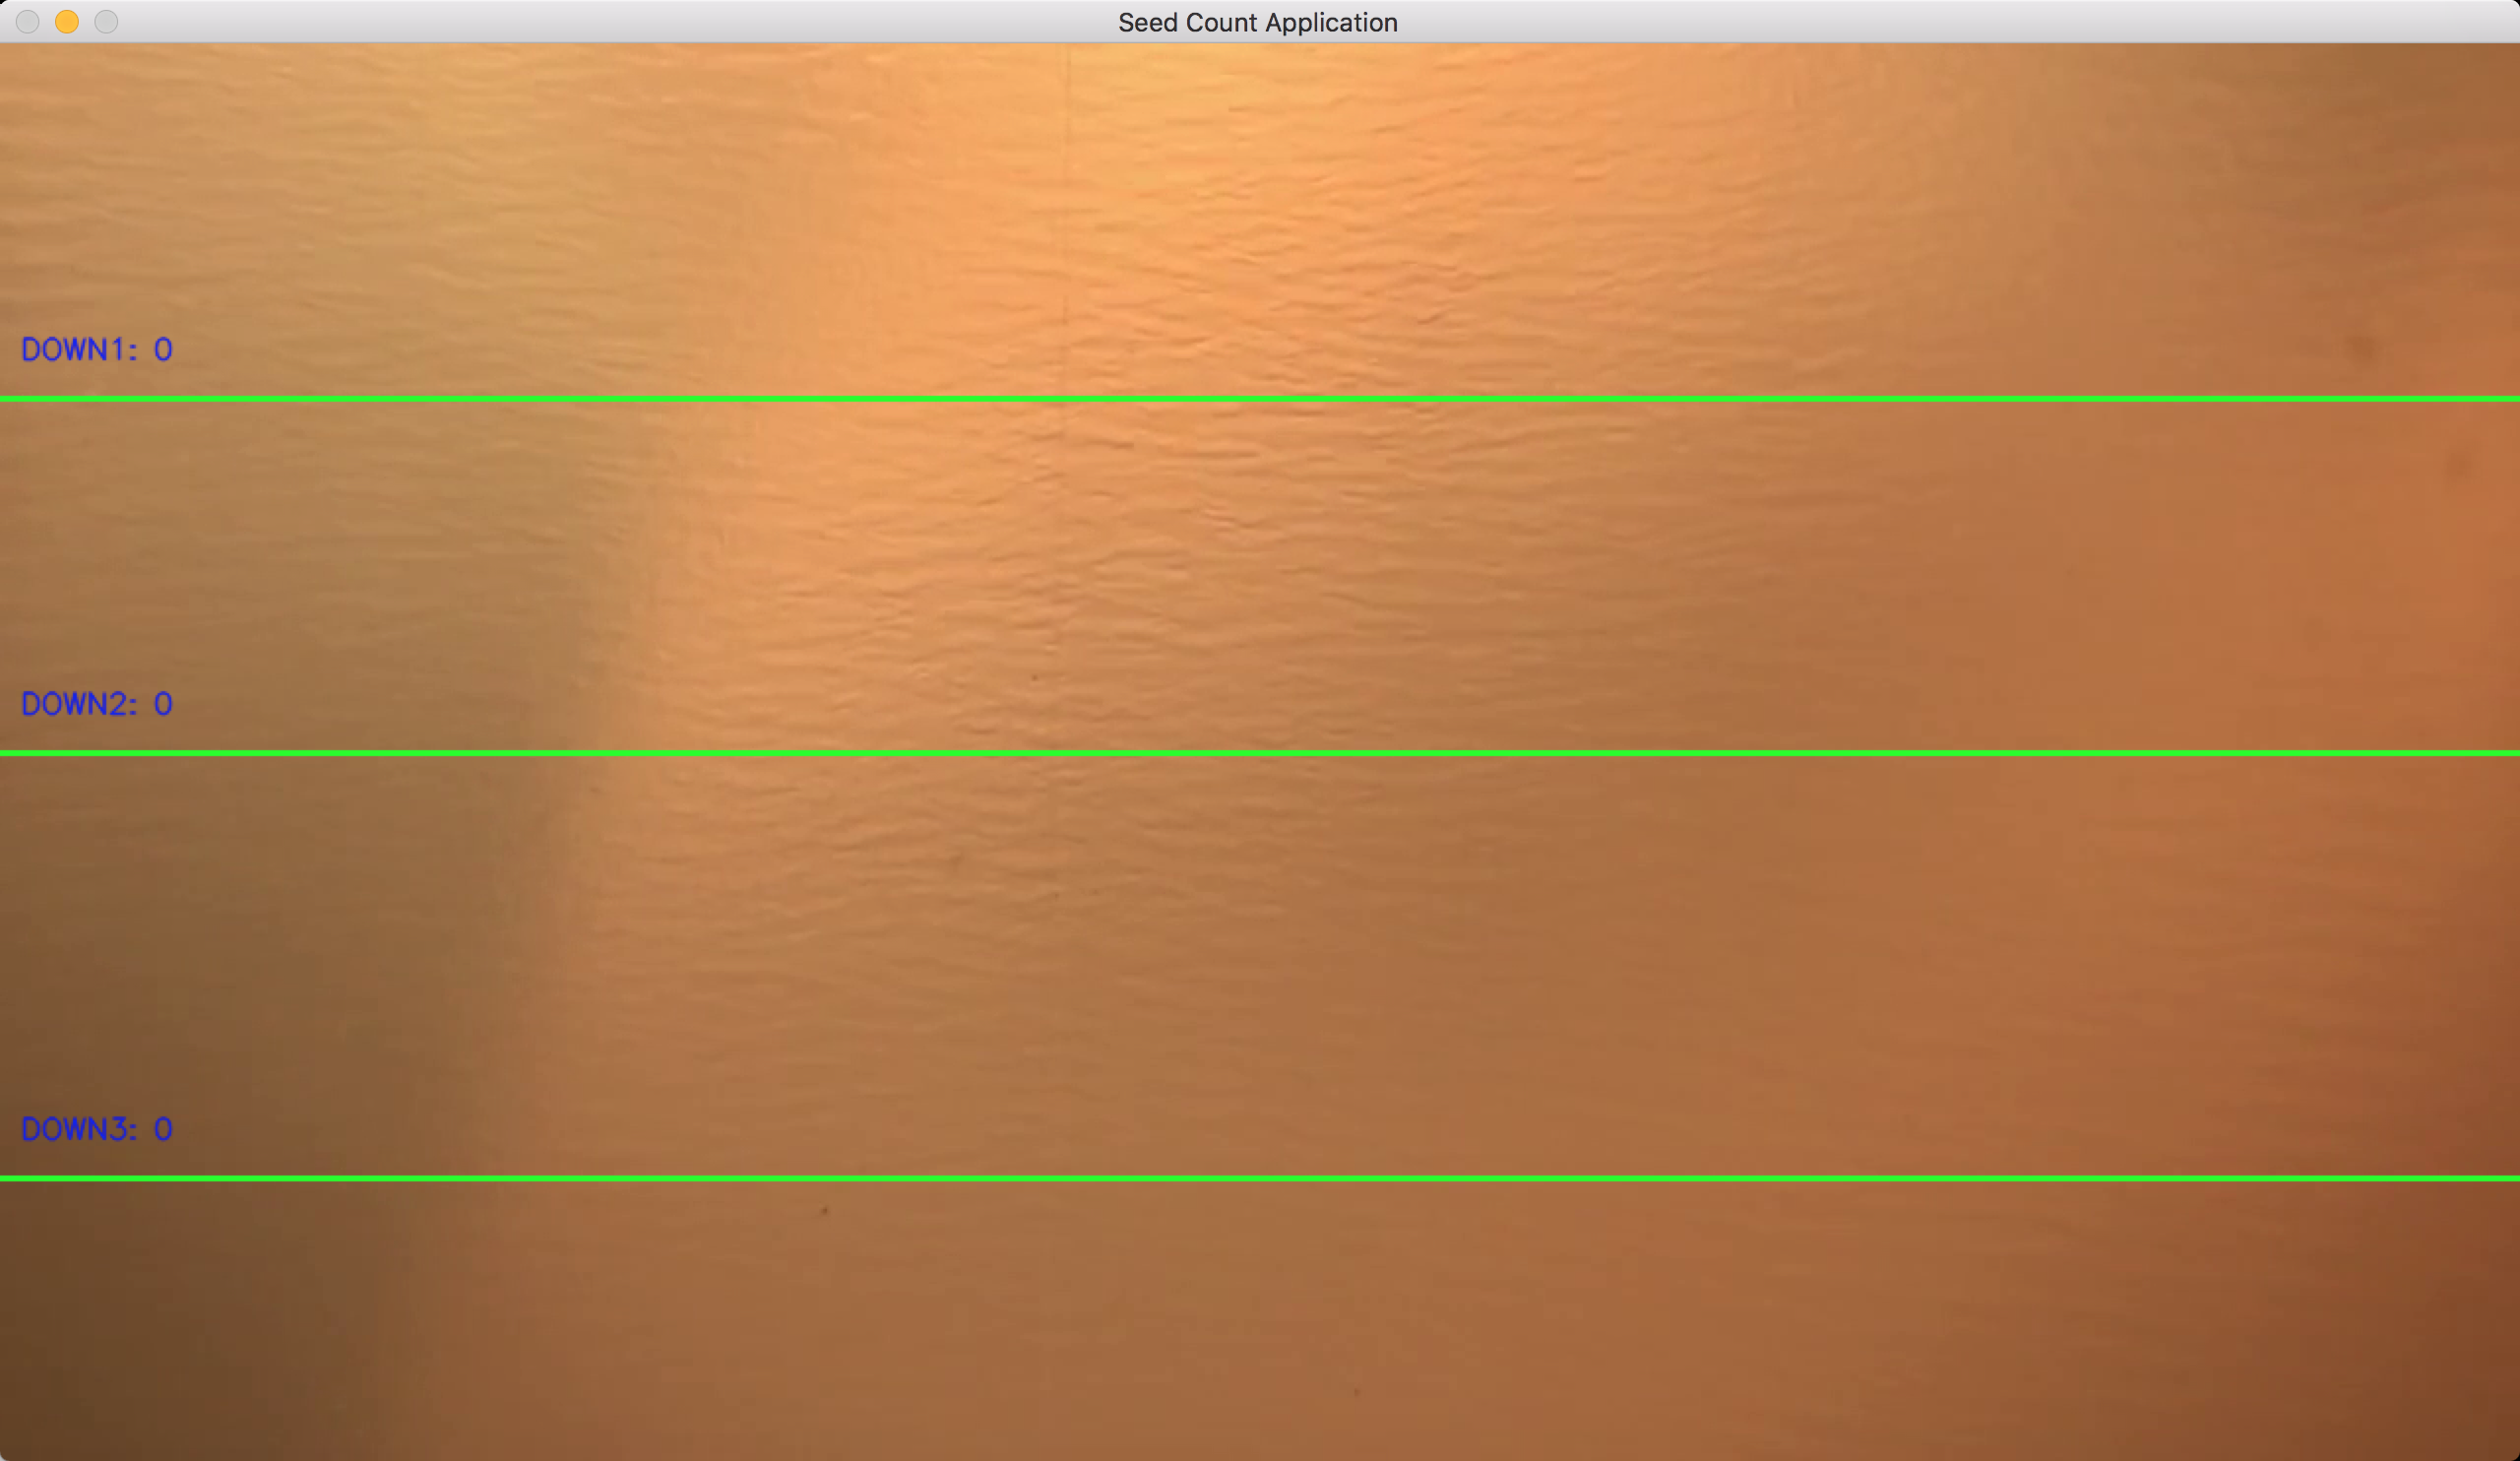 Seed Count Application
DOWN1: 0
DOWN2: 0
DOWN3: 0